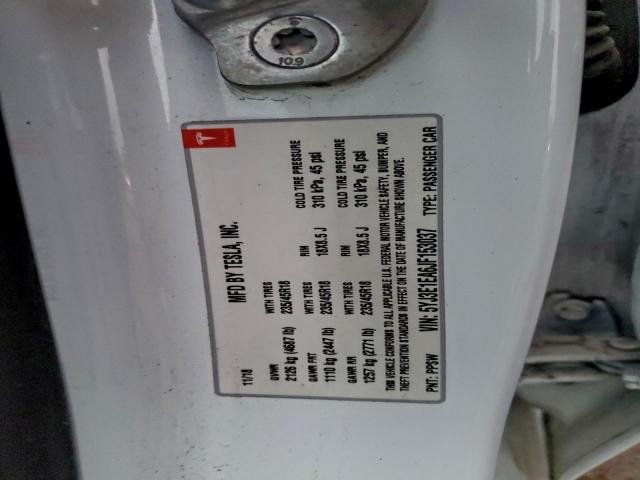 10.9
TESLA
MFD BY TESLA, INC.
11/18
GVWR WITH TIRES RIM COLD TIRE PRESSURE
2126 kg (4687 lb) 235/45R18 18X8.5 J 310 kPa, 45 psi
GAWR FRT WITH TIRES RIM COLD TIRE PRESSURE
1110 kg (2447 lb) 235/45R18 18X8.5 J 310 kPa, 45 psi
GAWR RR WITH TIRES
1257 kg (2771 lb) 235/45R18
THIS VEHICLE CONFORMS TO ALL APPLICABLE U.S. FEDERAL MOTOR VEHICLE SAFETY, BUMPER, AND
THEFT PREVENTION STANDARDS IN EFFECT ON THE DATE OF MANUFACTURE SHOWN ABOVE.
VIN: 5YJ3E1EA6JF163037 TYPE: PASSENGER CAR
PNT: PPSW